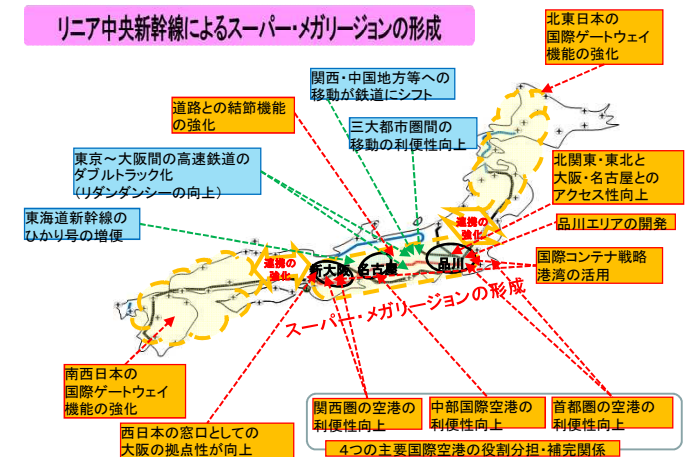 リニア中央新幹線によるスーパー・メガリージョンの形成
北東日本の
国際ゲートウェイ
機能の強化
関西・中国地方等への
移動が鉄道にシフト
道路との結節機能
の強化
三大都市圏間の
移動の利便性向上
東京~大阪間の高速鉄道の
ダブルトラック化
(リダンダンシーの向上)
北関東・東北と
大阪・名古屋との
アクセス性向上
東海道新幹線の
ひかり号の増便
連携の
強化
品川エリアの開発
連携の
強化
新大阪
名古屋
品川
国際コンテナ戦略
港湾の活用
スーパー・メガリージョンの形成
南西日本の
国際ゲートウェイ
機能の強化
関西圏の空港の
利便性向上
中部国際空港の
利便性向上
首都圏の空港の
利便性向上
西日本の窓口としての
大阪の拠点性が向上
4つの主要国際空港の役割分担・補完関係